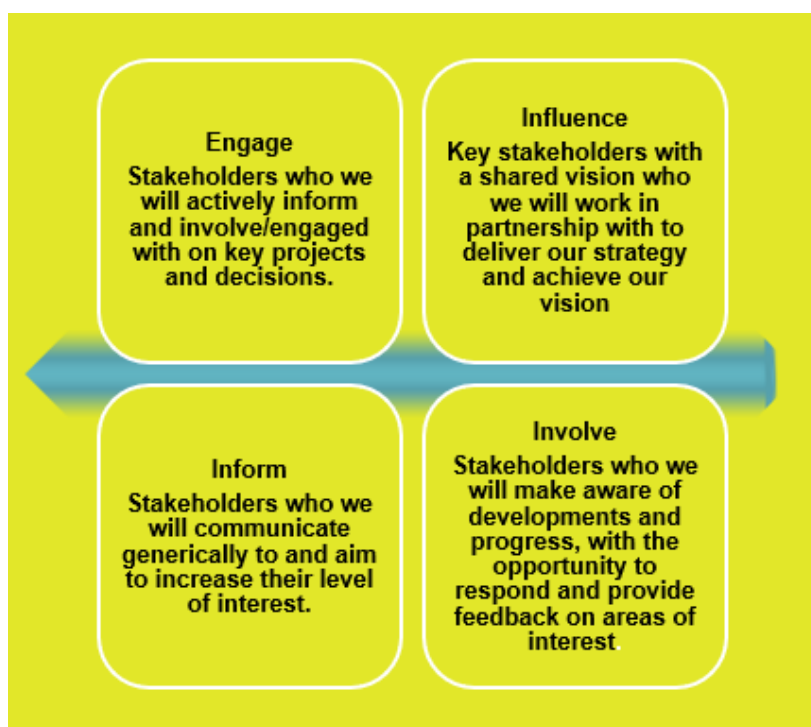 Engage
Stakeholders who we
will actively inform
and involve/engaged
with on key projects
and decisions.
Influence
Key stakeholders with
a shared vision who
we will work in
partnership with to
deliver our strategy
and achieve our
vision
Inform
Stakeholders who we
will communicate
generically to and aim
to increase their level
of interest.
Involve
Stakeholders who we
will make aware of
developments and
progress, with the
opportunity to
respond and provide
feedback on areas of
interest.